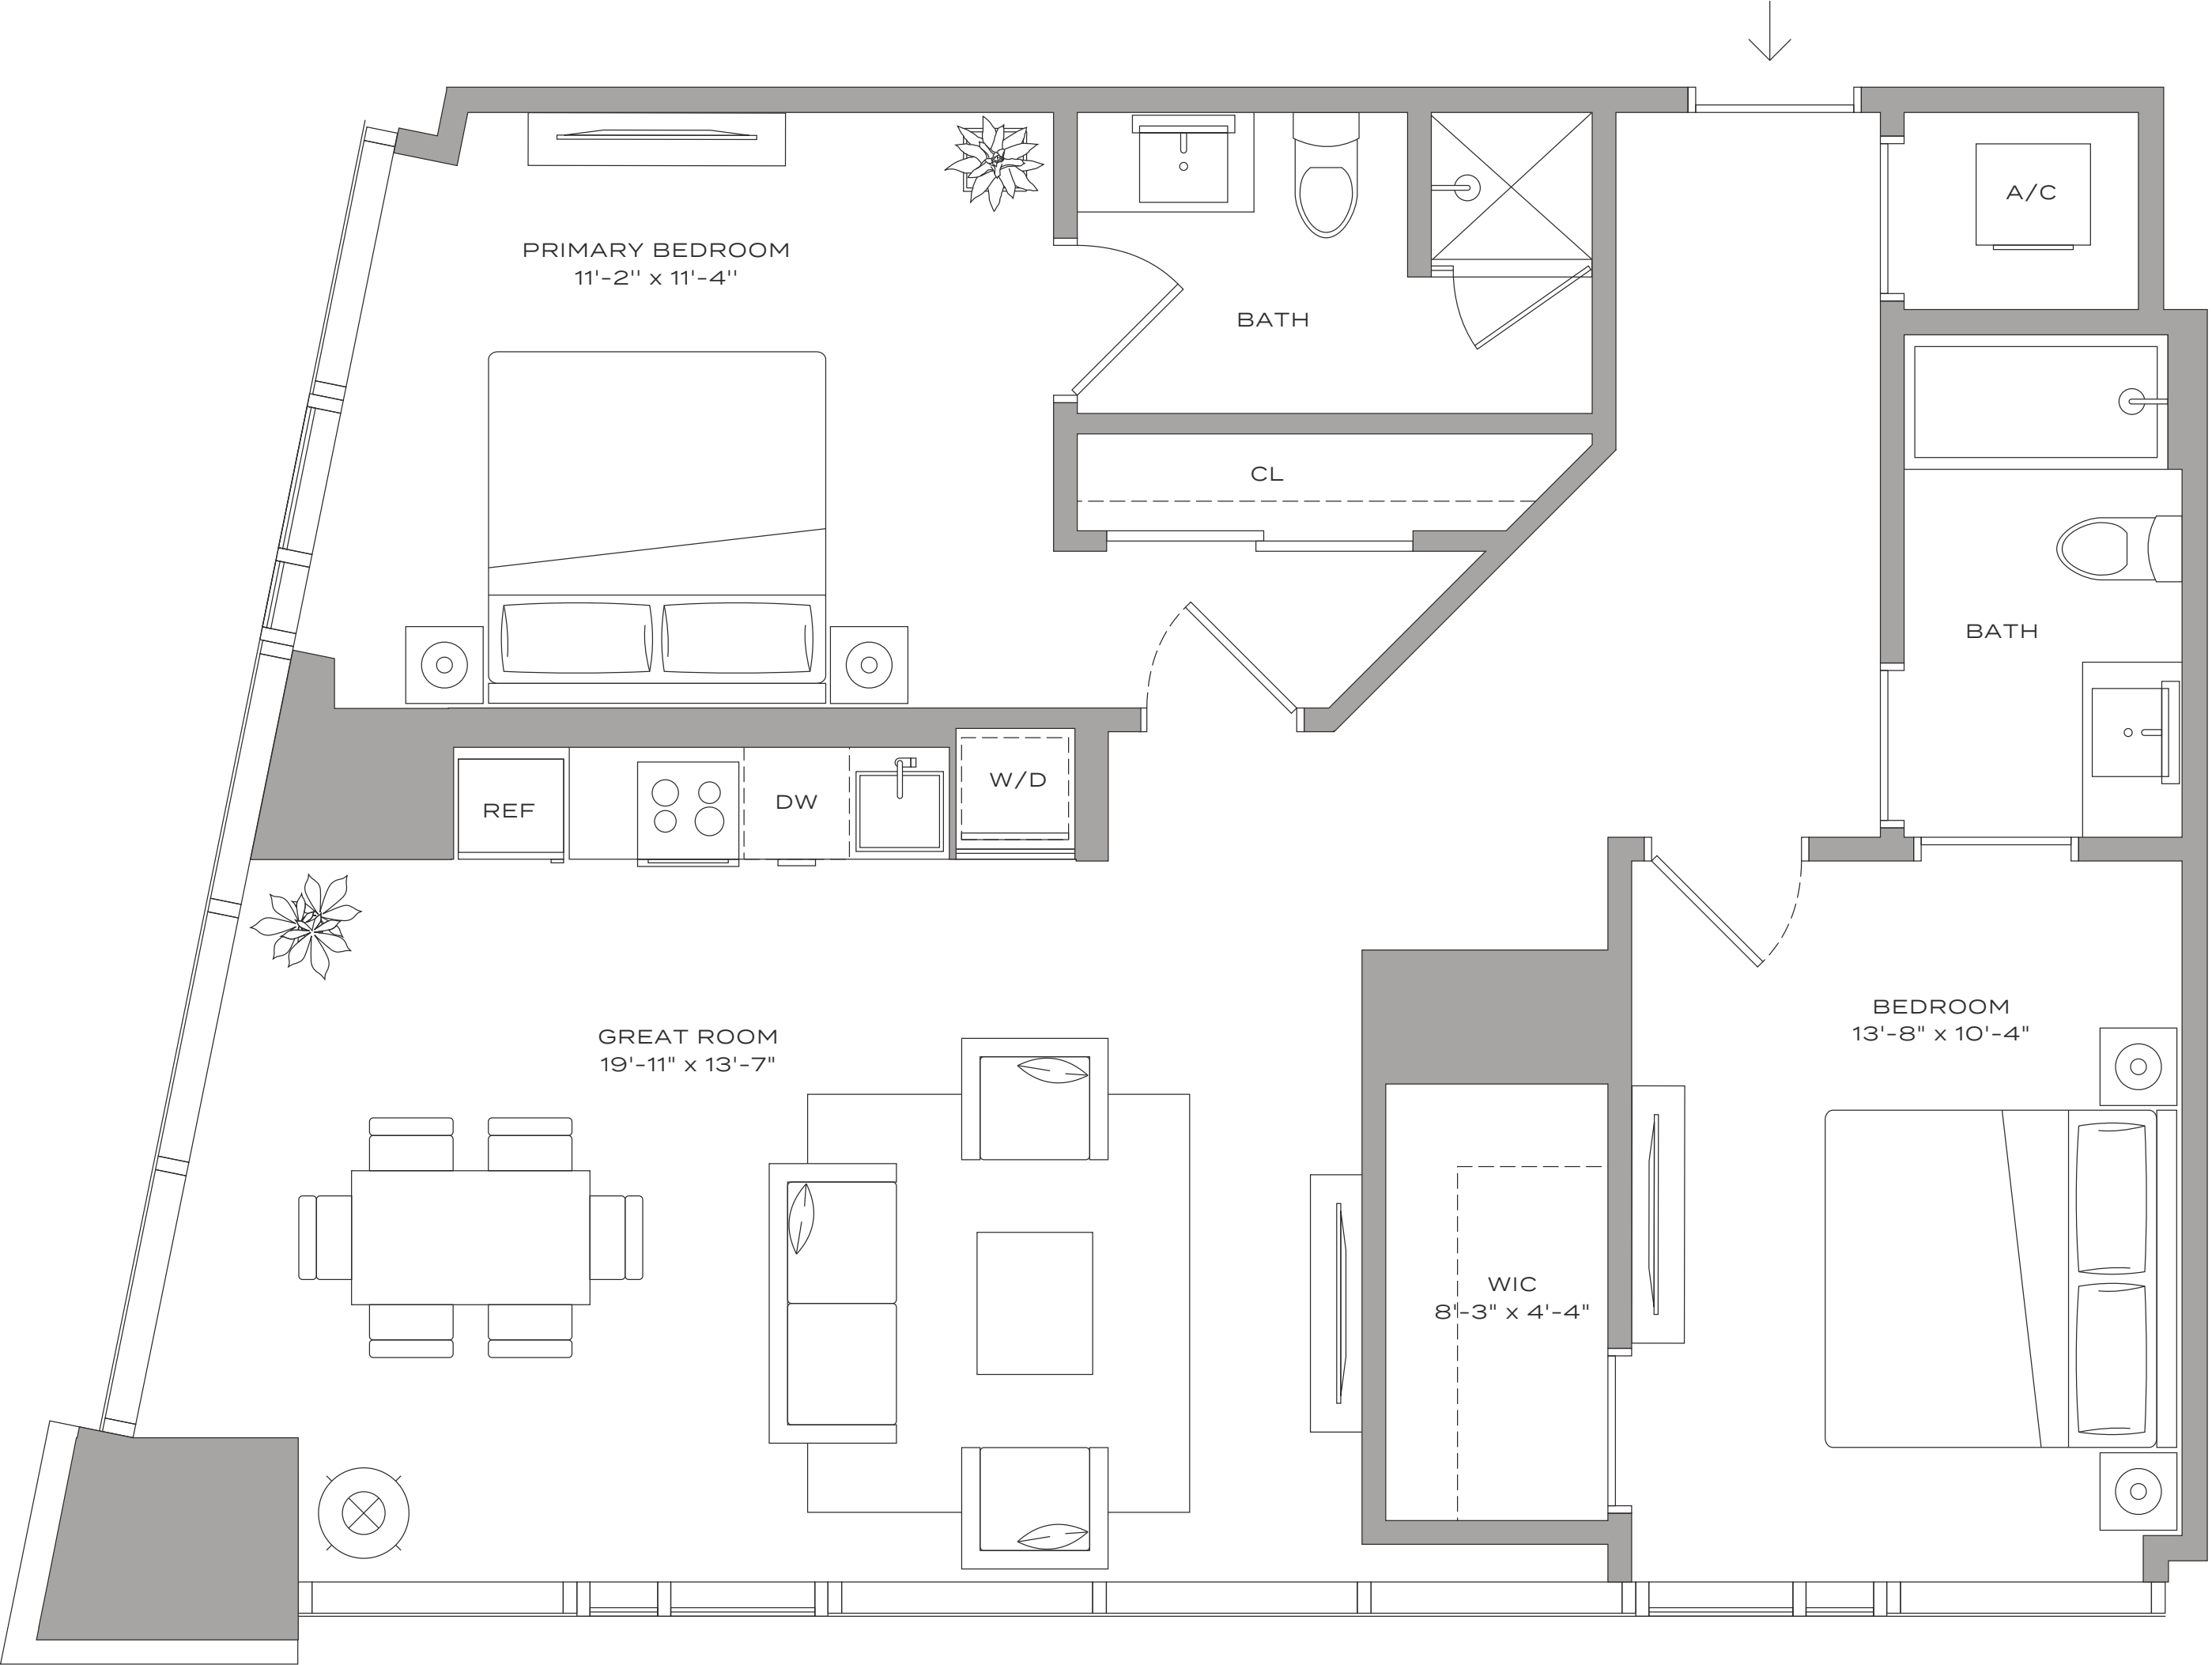 A/C
PRIMARY BEDROOM
11'-2'' x 11'-4''
BATH
CL
BATH
W/D
DW
REF
BEDROOM
13'-8" x 10'-4"
GREAT ROOM
19'-11" x 13'-7"
WIC
8'-3" x 4'-4"